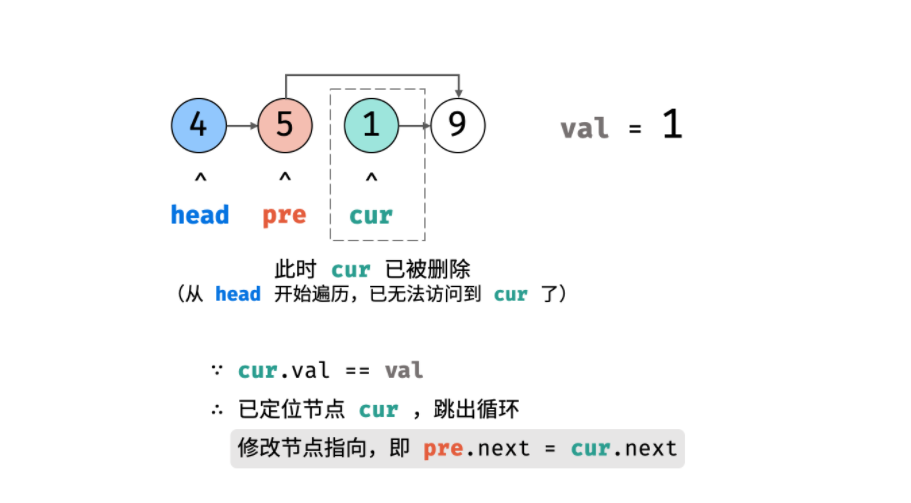 4 5 1 9 val = 1
^ ^ ^
head pre cur
此时 cur 已被删除
（从 head 开始遍历，已无法访问到 cur 了）
∵ cur.val == val
∴ 已定位节点 cur ，跳出循环
修改节点指向，即 pre.next = cur.next